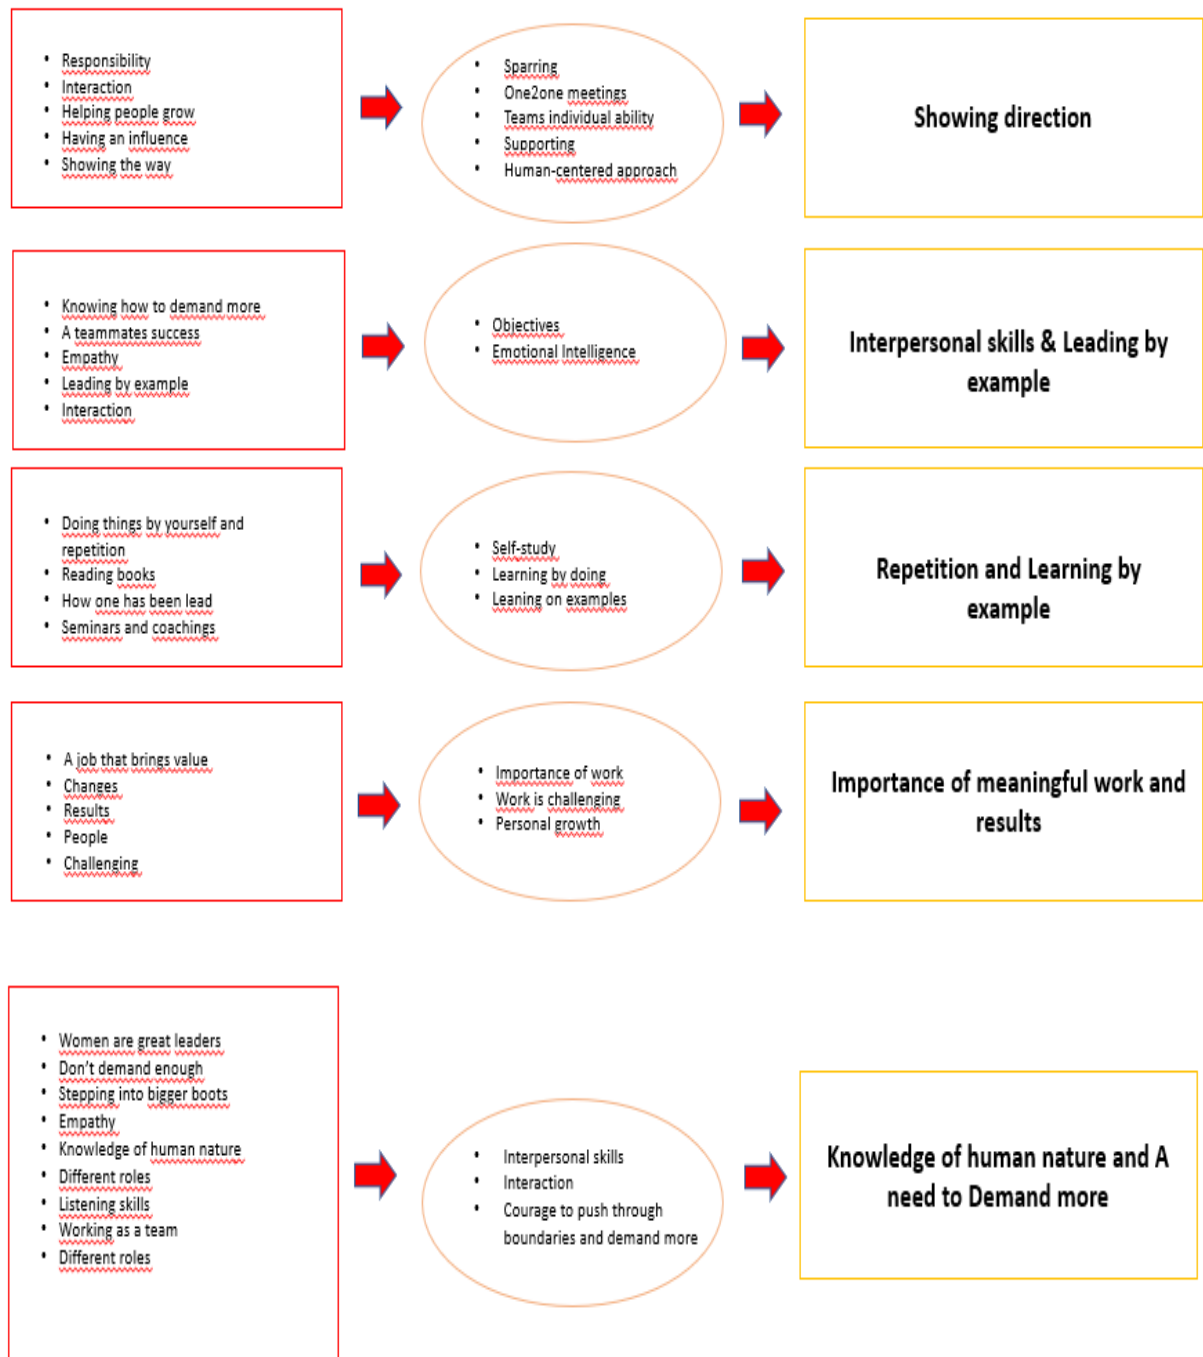 • Responsibility
• Interaction
• Helping people grow
• Having an influence
• Showing the way
• Sparring
• One2one meetings
• Teams individual ability
• Supporting
• Human-centered approach
Showing direction
• Knowing how to demand more
• A teammates success
• Empathy
• Leading by example
• Interaction
• Objectives
• Emotional Intelligence
Interpersonal skills & Leading by
example
• Doing things by yourself and
repetition
• Reading books
• How one has been lead
• Seminars and coachings
• Self-study
• Learning by doing
• Leaning on examples
Repetition and Learning by
example
• A job that brings value
• Changes
• Results
• People
• Challenging
• Importance of work
• Work is challenging
• Personal growth
Importance of meaningful work and
results
• Women are great leaders
• Don't demand enough
• Stepping into bigger boots
• Empathy
• Knowledge of human nature
• Different roles
• Listening skills
• Working as a team
• Different roles
• Interpersonal skills
• Interaction
• Courage to push through
boundaries and demand more
Knowledge of human nature and A
need to Demand more